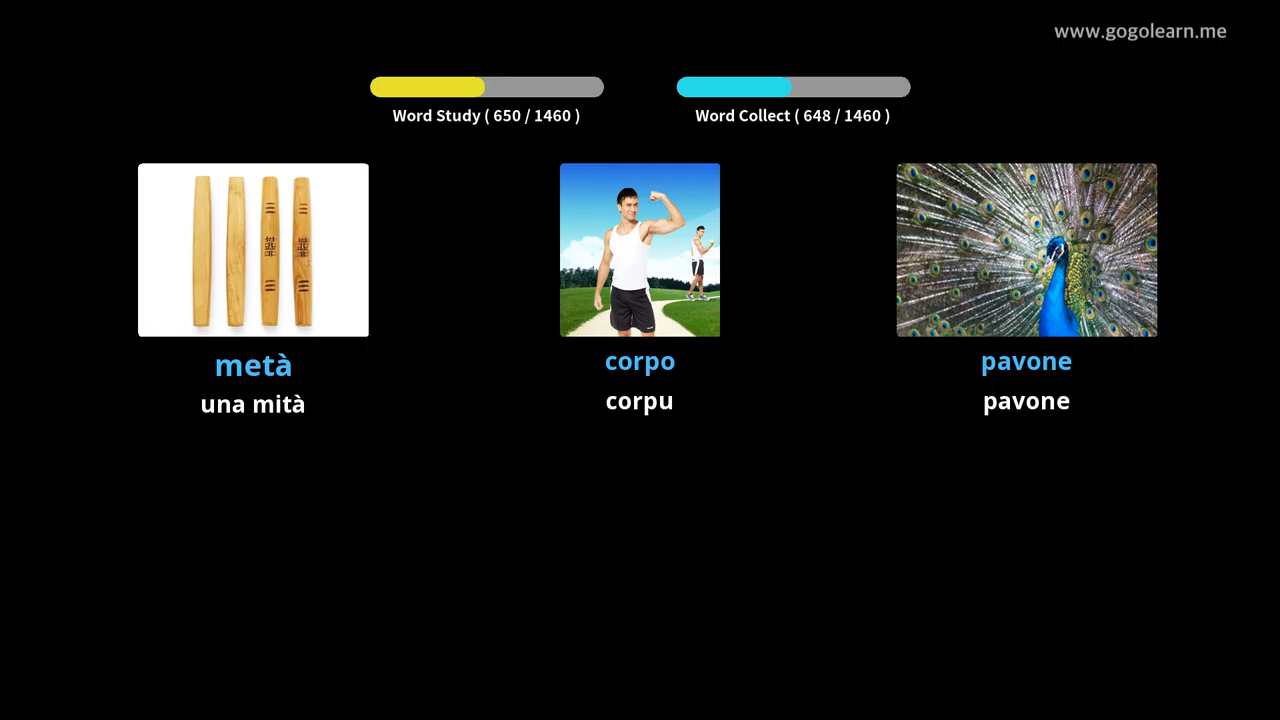 www.gogolearn.me
Word Study ( 650 / 1460 )
Word Collect ( 648 / 1460 )
metà
una mità
corpo
corpu
pavone
pavone